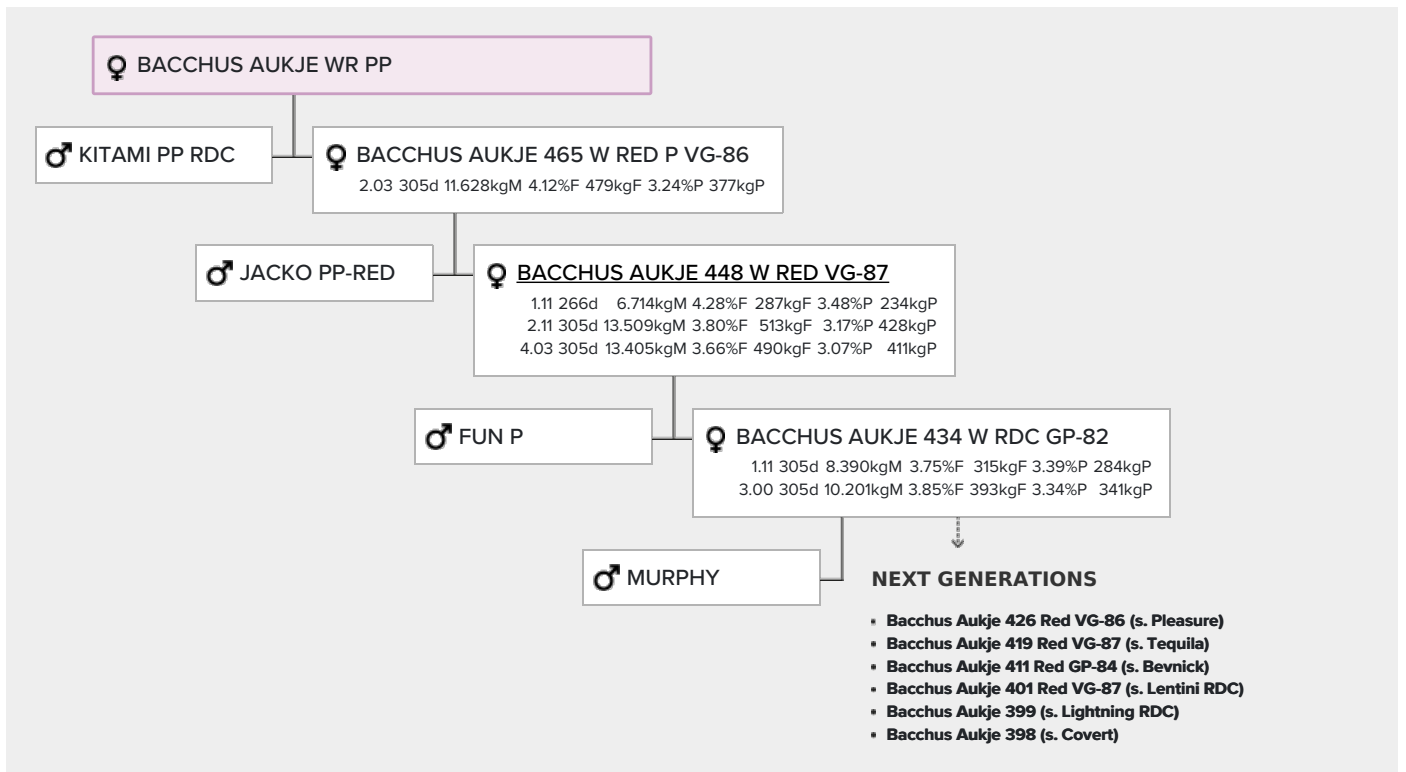 BACCHUS AUKJE WR PP
KITAMI PP RDC
BACCHUS AUKJE 465 W RED P VG-86
2.03 305d 11.628kgM 4.12%F 479kgF 3.24%P 377kgP
JACKO PP-RED
BACCHUS AUKJE 448 W RED VG-87
1.11 266d 6.714kgM 4.28%F 287kgF 3.48%P 234kgP
2.11 305d 13.509kgM 3.80%F 513kgF 3.17%P 428kgP
4.03 305d 13.405kgM 3.66%F 490kgF 3.07%P 411kgP
FUN P
BACCHUS AUKJE 434 W RDC GP-82
1.11 305d 8.390kgM 3.75%F 315kgF 3.39%P 284kgP
3.00 305d 10.201kgM 3.85%F 393kgF 3.34%P 341kgP
MURPHY
NEXT GENERATIONS
Bacchus Aukje 426 Red VG-86 (s. Pleasure)
Bacchus Aukje 419 Red VG-87 (s. Tequila)
Bacchus Aukje 411 Red GP-84 (s. Bevnick)
Bacchus Aukje 401 Red VG-87 (s. Lentini RDC)
Bacchus Aukje 399 (s. Lightning RDC)
Bacchus Aukje 398 (s. Covert)